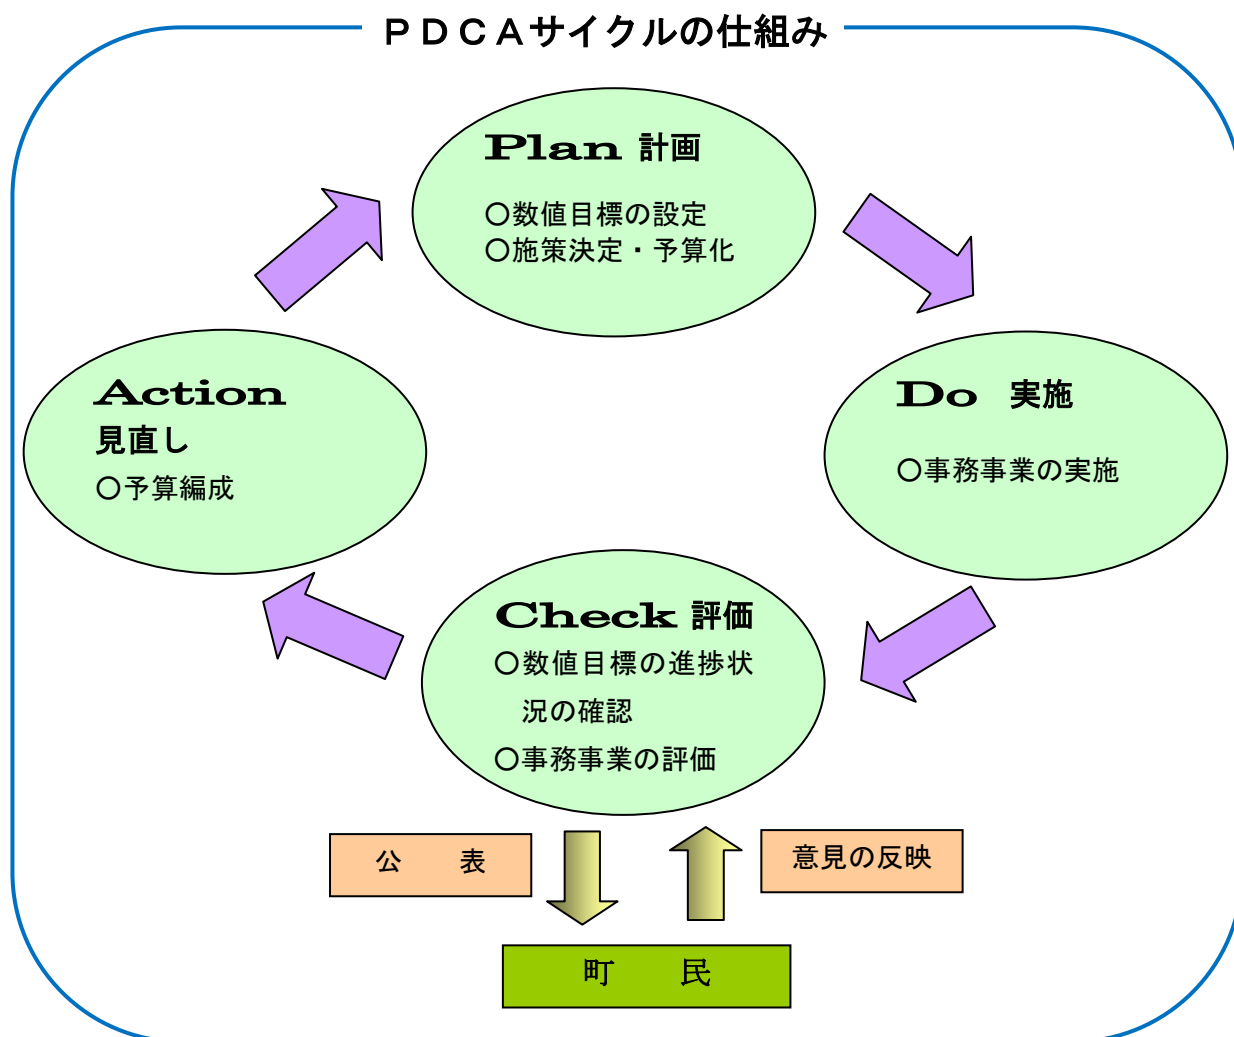 ＰＤＣＡサイクルの仕組み
Plan 計画
○数値目標の設定
○施策決定・予算化
Action
見直し
○予算編成
Do 実施
○事務事業の実施
Check 評価
○数値目標の進捗状
況の確認
○事務事業の評価
公　　表
意見の反映
町　　民